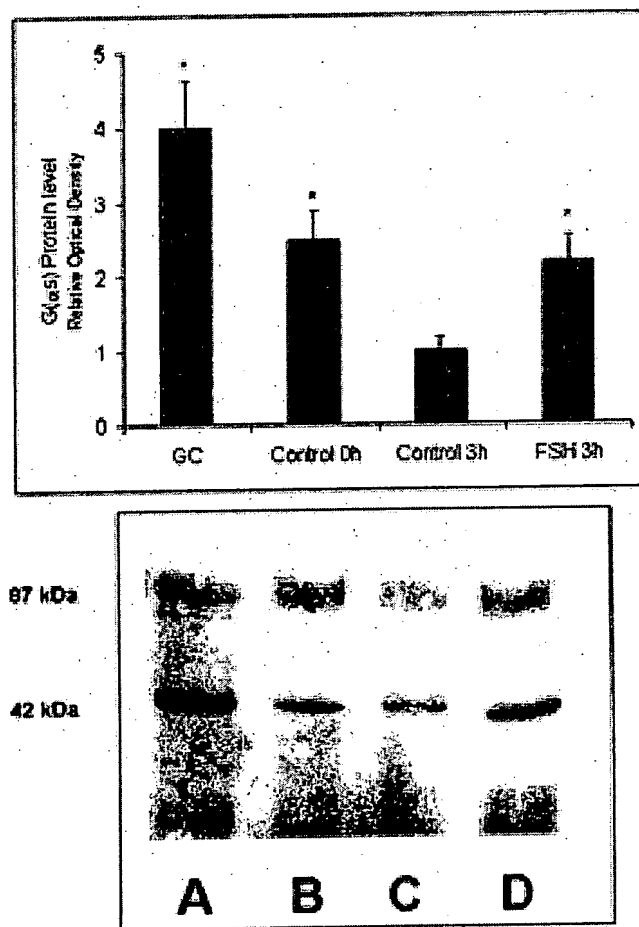 G(αs) Protein level
Relative Optical Density
5
4
3
2
1
0
GC Control 0h Control 3h FSH 3h
87 kDa
42 kDa
A B C D